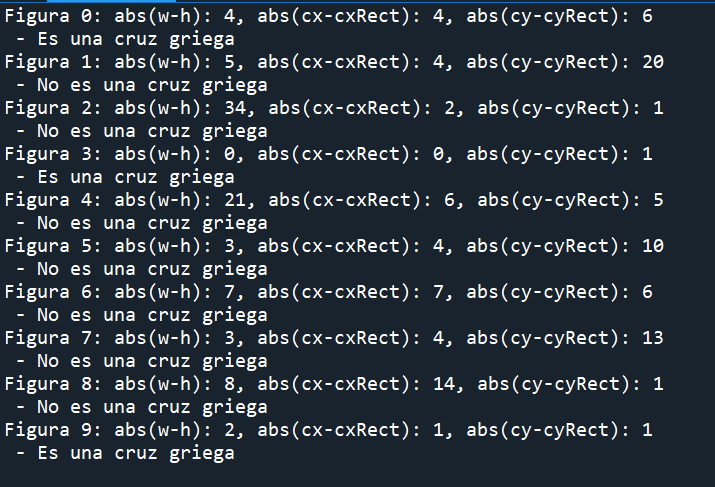 Figura 0: abs(w-h): 4, abs(cx-cxRect): 4, abs(cy-cyRect): 6
- Es una cruz griega
Figura 1: abs(w-h): 5, abs(cx-cxRect): 4, abs(cy-cyRect): 20
- No es una cruz griega
Figura 2: abs(w-h): 34, abs(cx-cxRect): 2, abs(cy-cyRect): 1
- No es una cruz griega
Figura 3: abs(w-h): 0, abs(cx-cxRect): 0, abs(cy-cyRect): 1
- Es una cruz griega
Figura 4: abs(w-h): 21, abs(cx-cxRect): 6, abs(cy-cyRect): 5
- No es una cruz griega
Figura 5: abs(w-h): 3, abs(cx-cxRect): 4, abs(cy-cyRect): 10
- No es una cruz griega
Figura 6: abs(w-h): 7, abs(cx-cxRect): 7, abs(cy-cyRect): 6
- No es una cruz griega
Figura 7: abs(w-h): 3, abs(cx-cxRect): 4, abs(cy-cyRect): 13
- No es una cruz griega
Figura 8: abs(w-h): 8, abs(cx-cxRect): 14, abs(cy-cyRect): 1
- No es una cruz griega
Figura 9: abs(w-h): 2, abs(cx-cxRect): 1, abs(cy-cyRect): 1
- Es una cruz griega